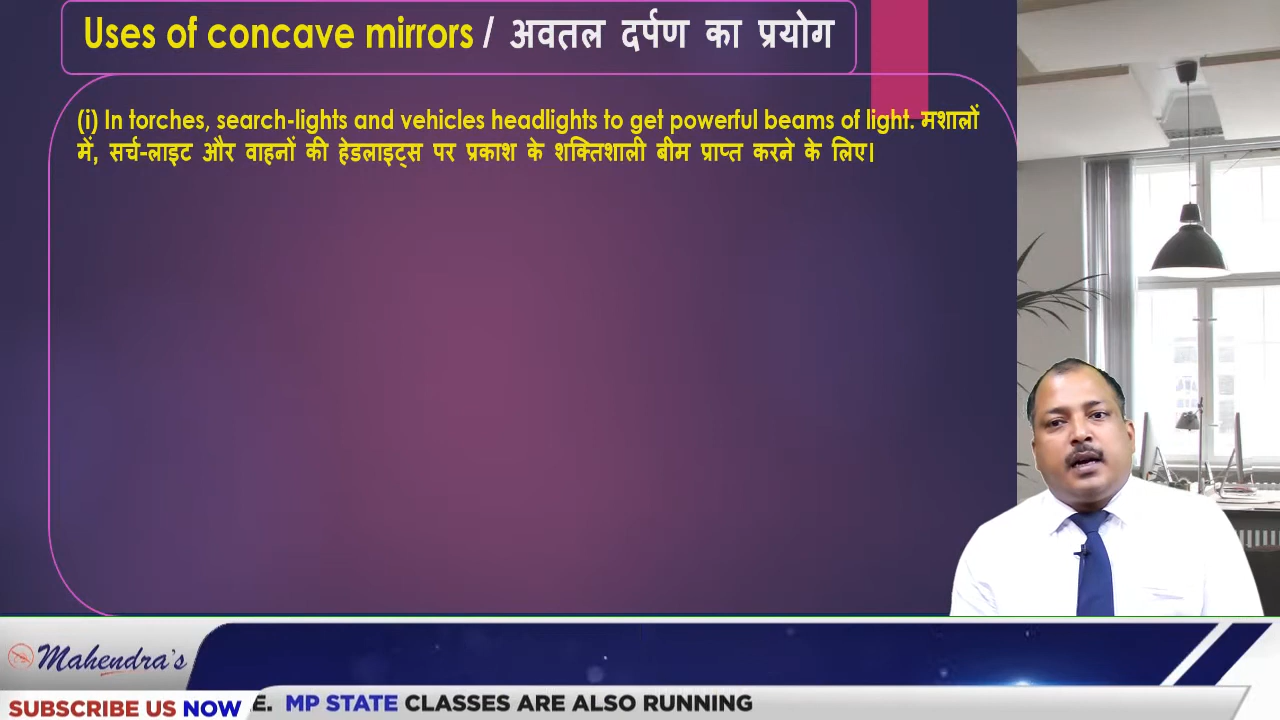 Uses of concave mirrors / अवतल दर्पण का प्रयोग
(i) In torches, search-lights and vehicles headlights to get powerful beams of light. मशालों
में, सर्च-लाइट और वाहनों की हेडलाइट्स पर प्रकाश के शक्तिशाली बीम प्राप्त करने के लिए।
Mahendra's
SUBSCRIBE US NOW
E. MP STATE CLASSES ARE ALSO RUNNING